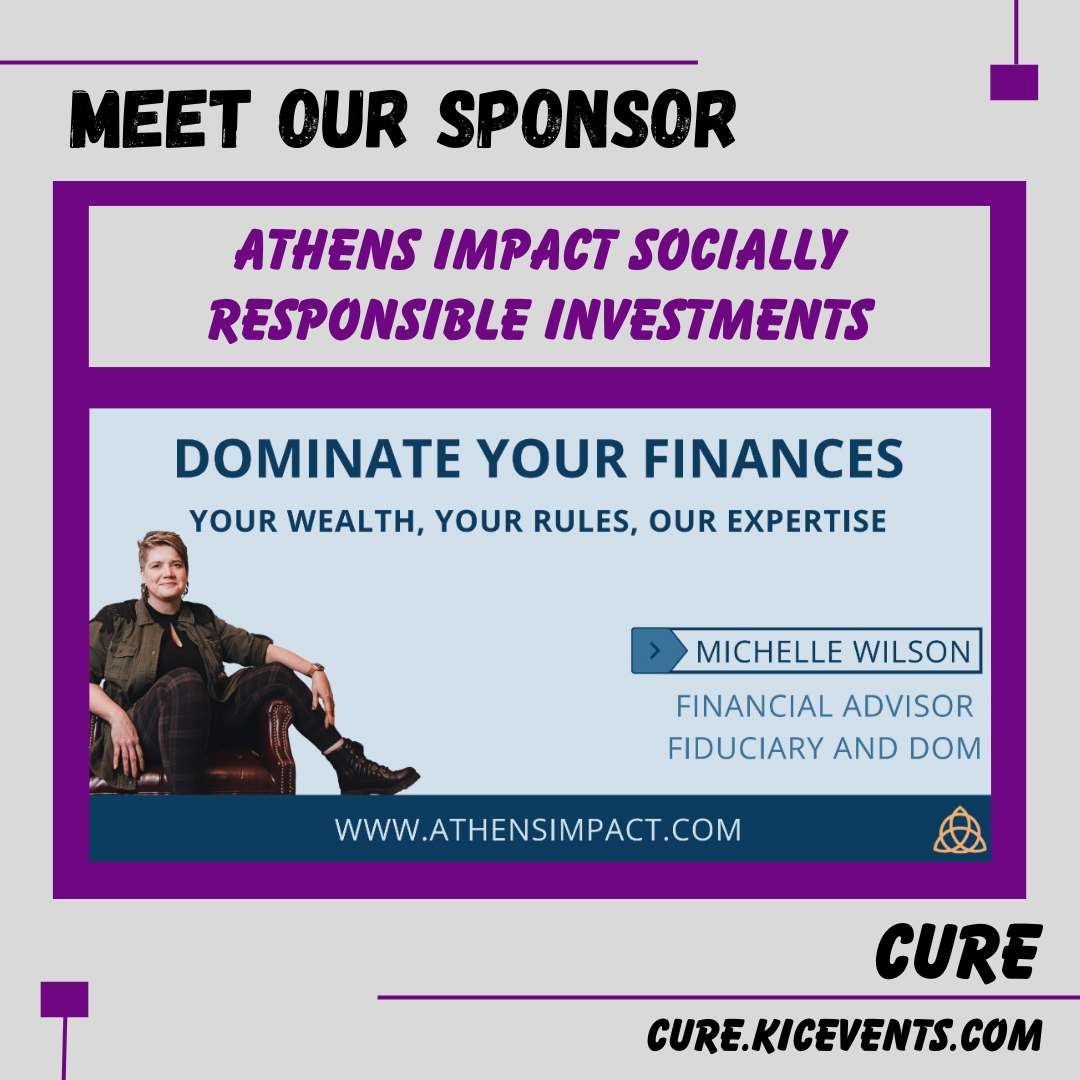 MEET OUR SPONSOR
ATHENS IMPACT SOCIALLY
RESPONSIBLE INVESTMENTS
DOMINATE YOUR FINANCES
YOUR WEALTH, YOUR RULES, OUR EXPERTISE
MICHELLE WILSON
FINANCIAL ADVISOR
FIDUCIARY AND DOM
WWW.ATHENSIMPACT.COM
CURE
CURE.KICEVENTS.COM